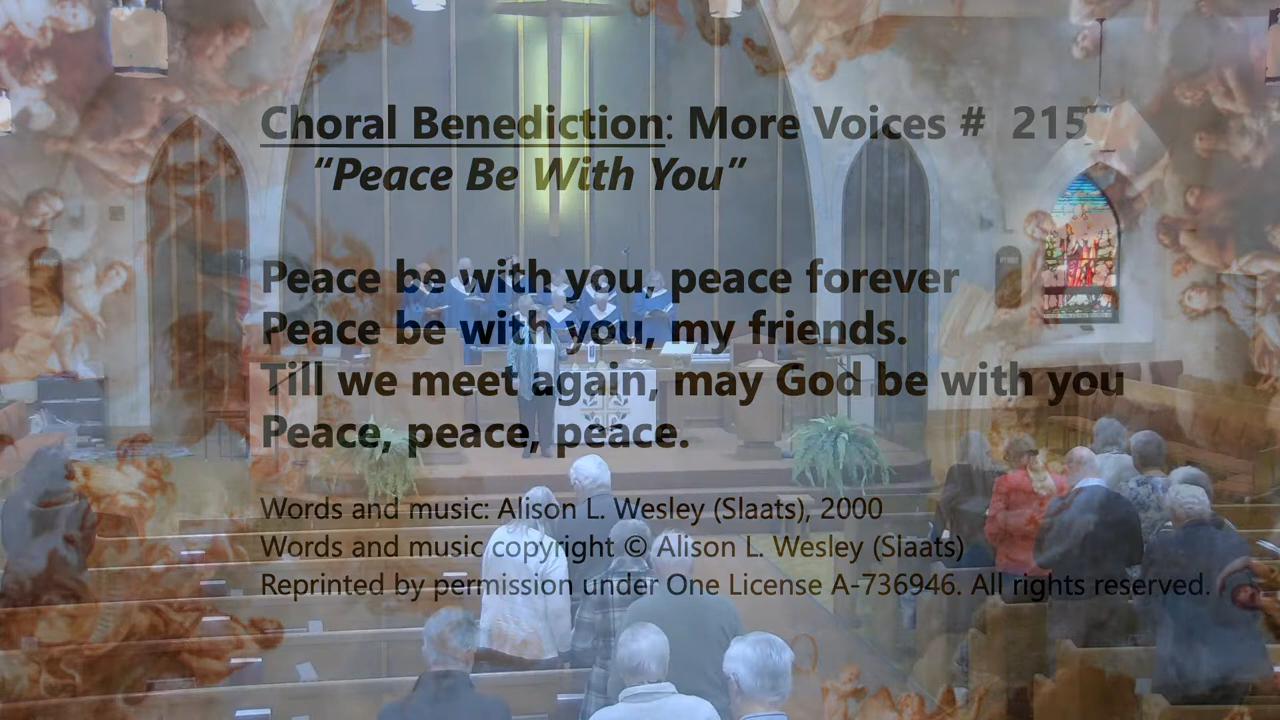 Choral Benediction: More Voices # 215
“Peace Be With You”
Peace be with you, peace forever
Peace be with you, my friends.
Till we meet again, may God be with you
Peace, peace, peace.
Words and music: Alison L. Wesley (Slaats), 2000
Words and music copyright © Alison L. Wesley (Slaats)
Reprinted by permission under One License A-736946. All rights reserved.